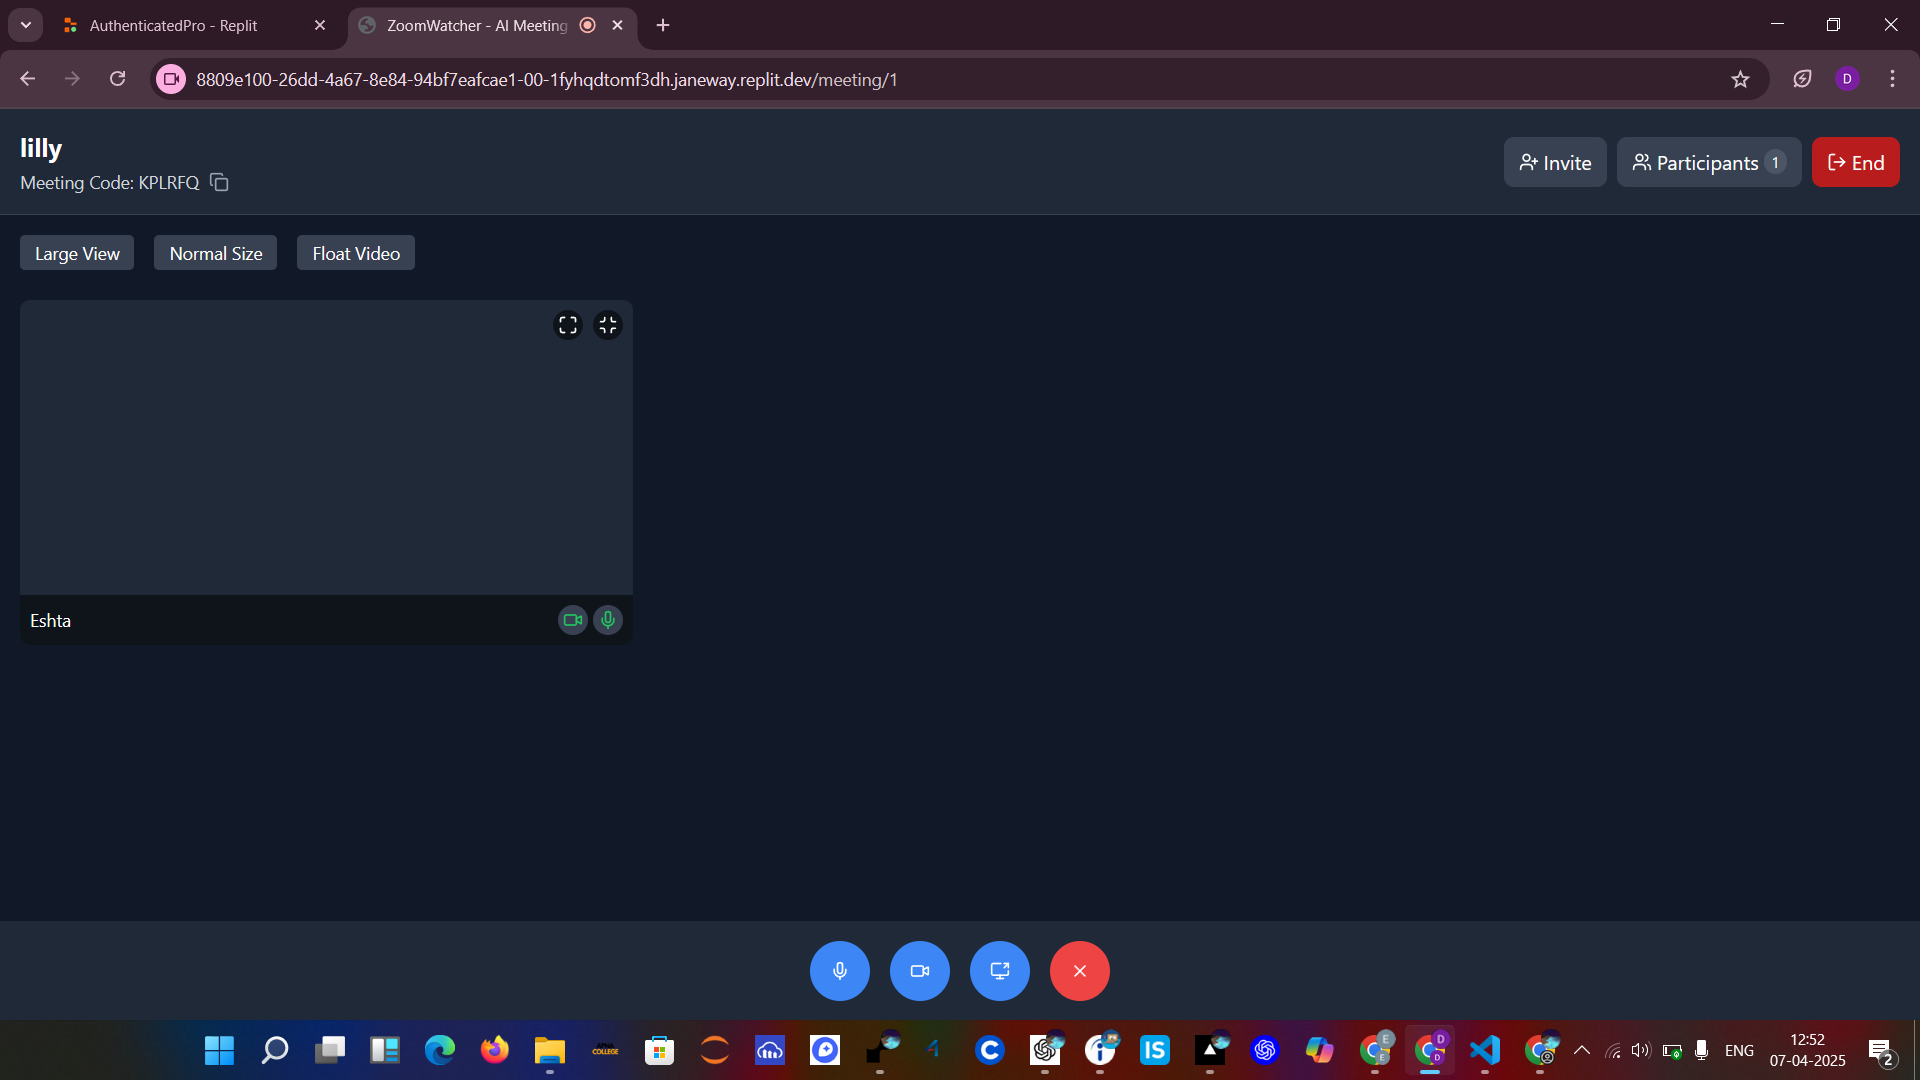 AuthenticatedPro - Replit
ZoomWatcher - AI Meeting
8809e100-26dd-4a67-8e84-94bf7eafcae1-00-1fyhqdtomf3dh.janeway.replit.dev/meeting/1
D
lilly
Meeting Code: KPLRFQ
Invite
Participants 1
End
Large View
Normal Size
Float Video
Eshta
COLLEGE
C
IS
E
E
D
D
ENG
12:52
07-04-2025
2